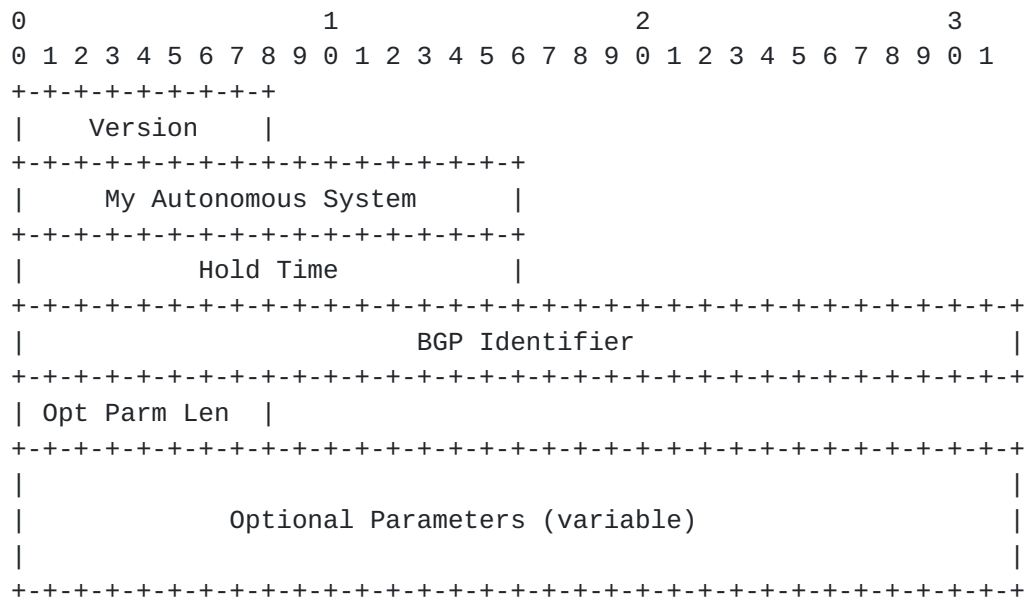 0                   1                   2                   3
0 1 2 3 4 5 6 7 8 9 0 1 2 3 4 5 6 7 8 9 0 1 2 3 4 5 6 7 8 9 0 1
+-+-+-+-+-+-+-+-+
|    Version    |
+-+-+-+-+-+-+-+-+-+-+-+-+-+-+-+-+
|     My Autonomous System      |
+-+-+-+-+-+-+-+-+-+-+-+-+-+-+-+-+
|           Hold Time           |
+-+-+-+-+-+-+-+-+-+-+-+-+-+-+-+-+-+-+-+-+-+-+-+-+-+-+-+-+-+-+-+-+
|                         BGP Identifier                        |
+-+-+-+-+-+-+-+-+-+-+-+-+-+-+-+-+-+-+-+-+-+-+-+-+-+-+-+-+-+-+-+-+
| Opt Parm Len  |
+-+-+-+-+-+-+-+-+-+-+-+-+-+-+-+-+-+-+-+-+-+-+-+-+-+-+-+-+-+-+-+-+
|                                                               |
|             Optional Parameters (variable)                    |
|                                                               |
+-+-+-+-+-+-+-+-+-+-+-+-+-+-+-+-+-+-+-+-+-+-+-+-+-+-+-+-+-+-+-+-+